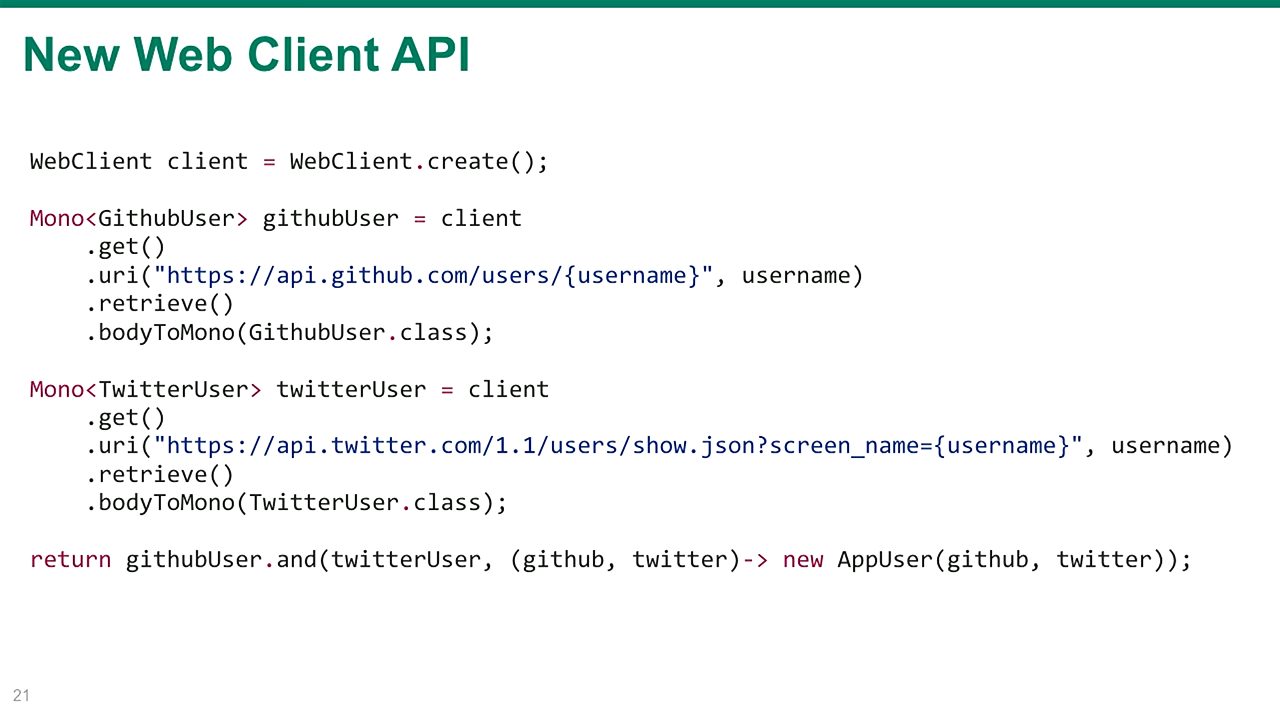 New Web Client API
WebClient client = WebClient.create();
Mono<GithubUser> githubUser = client
.get()
.uri("https://api.github.com/users/{username}", username)
.retrieve()
.bodyToMono(GithubUser.class);
Mono<TwitterUser> twitterUser = client
.get()
.uri("https://api.twitter.com/1.1/users/show.json?screen_name={username}", username)
.retrieve()
.bodyToMono(TwitterUser.class);
return githubUser.and(twitterUser, (github, twitter)-> new AppUser(github, twitter));
21